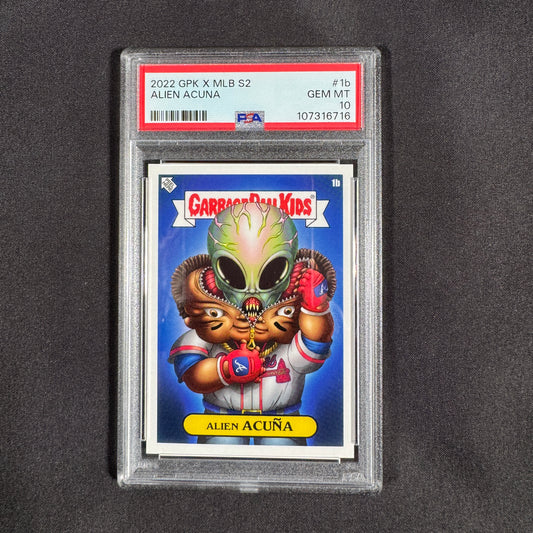 2022 GPK X MLB S2 #1b
ALIEN ACUNA GEM MT
10
PSA 107316716
1b
GARBAGE PAIL KIDS
A
ALIEN ACUÑA